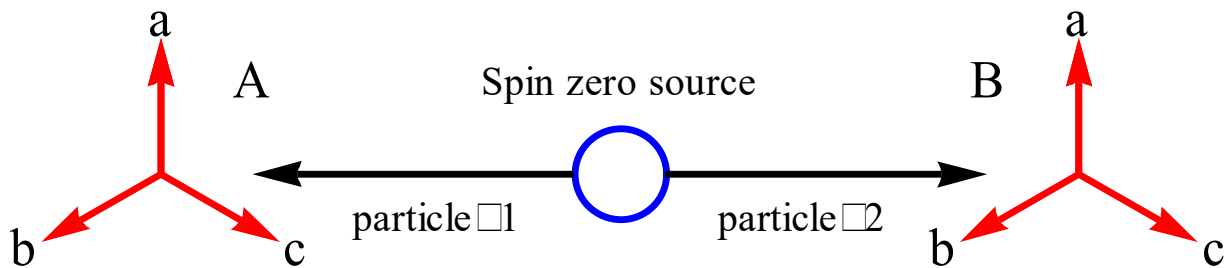 a
a
A
Spin zero source
B
particle□1
particle□2
b
c
b
c